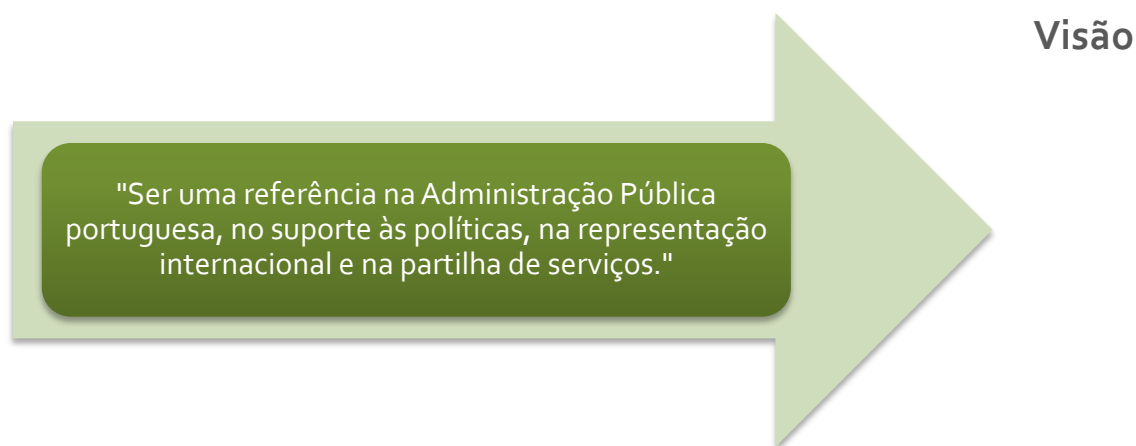 Visão
"Ser uma referência na Administração Pública
portuguesa, no suporte às políticas, na representação
internacional e na partilha de serviços."